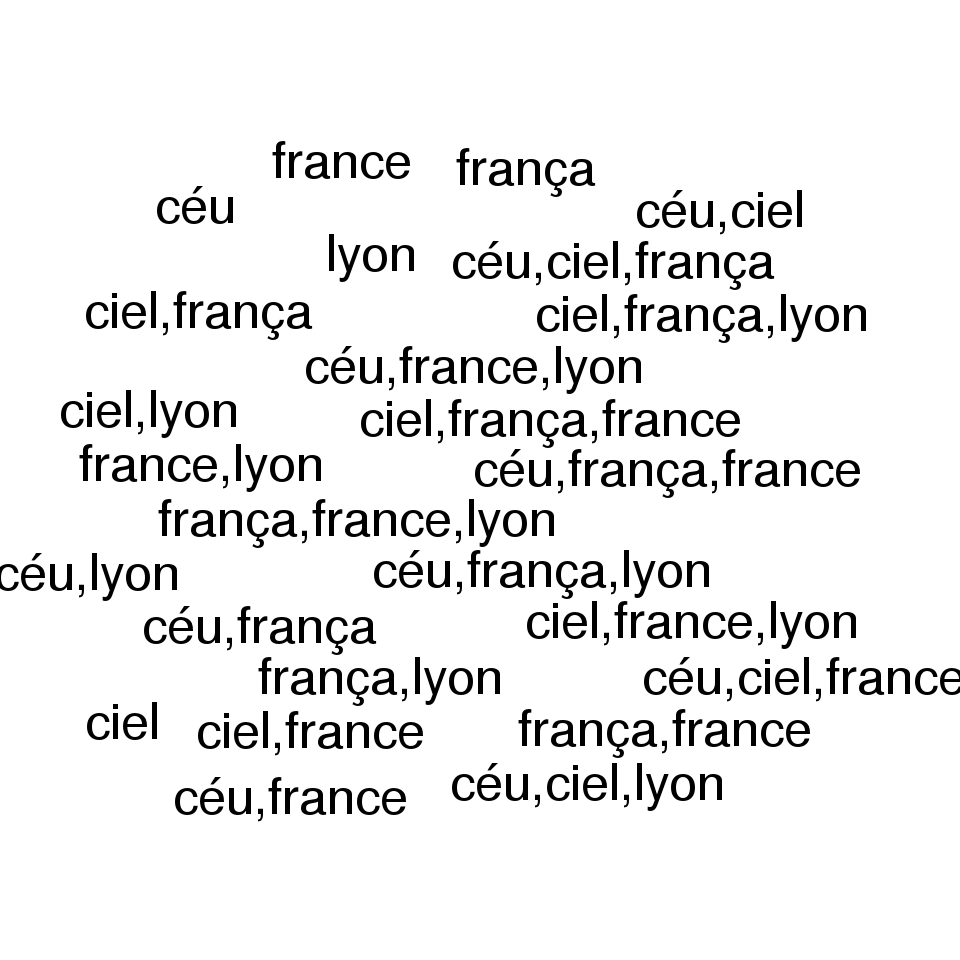 france
frança
céu
céu,ciel
lyon
céu,ciel,frança
ciel,frança
ciel,frança,lyon
céu,france,lyon
ciel,lyon
ciel,frança,france
france,lyon
céu,frança,france
frança,france,lyon
céu,lyon
céu,frança,lyon
céu,frança
ciel,france,lyon
frança,lyon
céu,ciel,france
ciel
ciel,france
frança,france
céu,france
céu,ciel,lyon